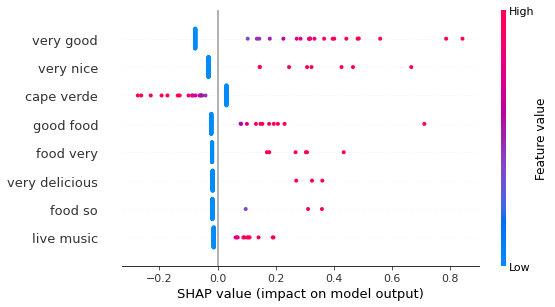 High
very good
very nice
cape verde
good food
food very
very delicious
food so
live music
Feature value
Low
−0.2 0.0 0.2 0.4 0.6 0.8
SHAP value (impact on model output)